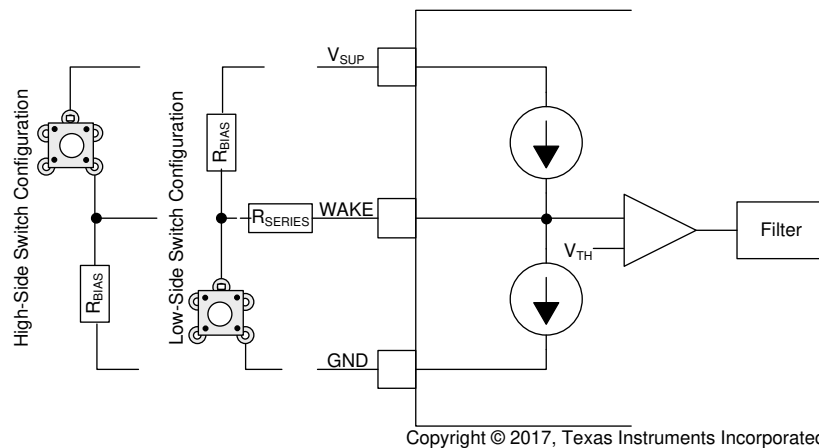 High-Side Switch Configuration
R_BIAS
Low-Side Switch Configuration
R_BIAS
R_SERIES
V_SUP
WAKE
GND
V_TH
Filter
Copyright © 2017, Texas Instruments Incorporated